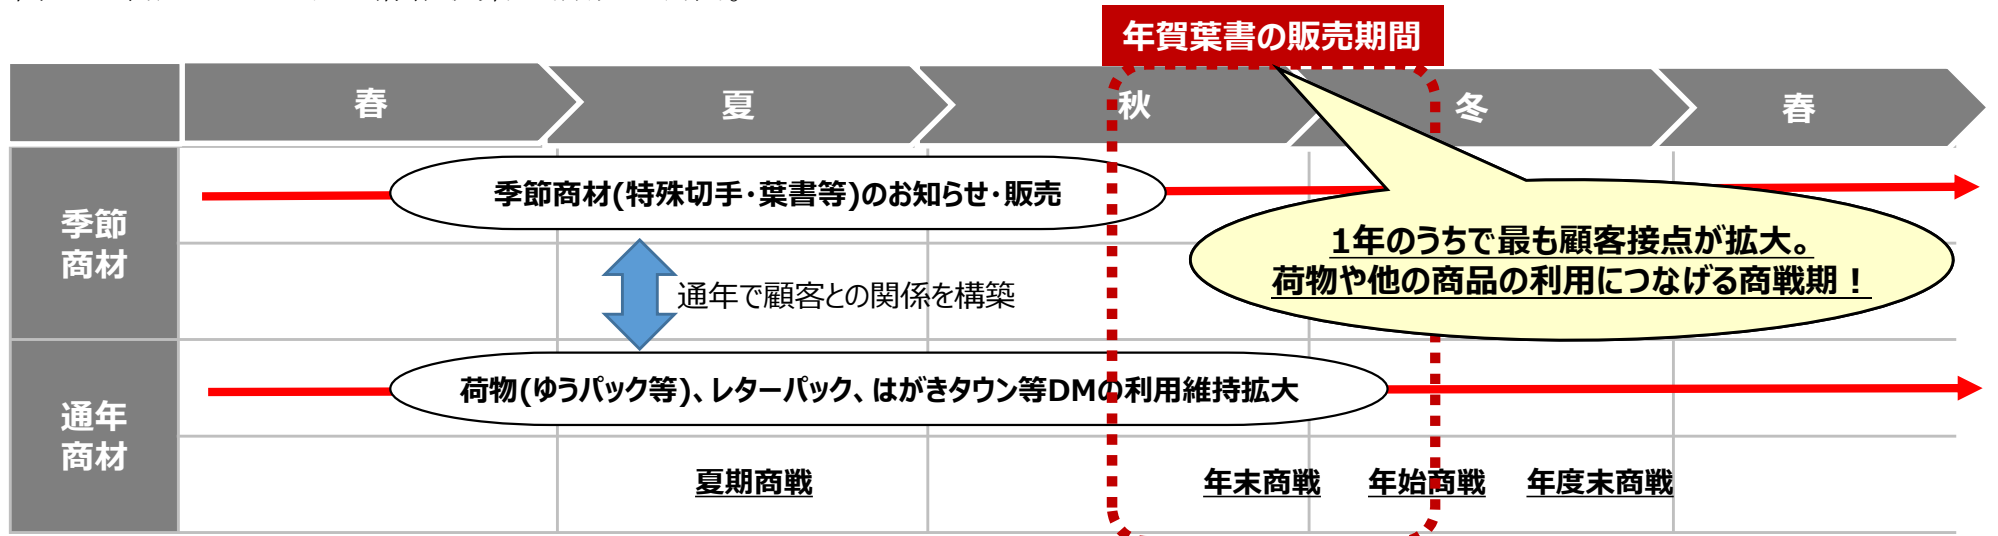 年賀葉書の販売期間
春
夏
秋
冬
春
季節
商材
季節商材(特殊切手・葉書等)のお知らせ・販売
1年のうちで最も顧客接点が拡大。
荷物や他の商品の利用につなげる商戦期！
通年で顧客との関係を構築
通年
商材
荷物(ゆうパック等)、レターパック、はがきタウン等DMの利用維持拡大
夏期商戦
年末商戦
年始商戦
年度末商戦